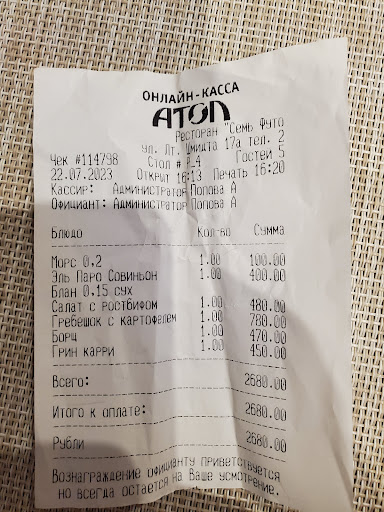 ОНЛАЙН-КАССА
АТОЛ
Ресторан "Семь Футо
ул. Лт. Шмидта 17а тел. 2
Чек #114798 Стол # Р_4 Гостей 5
22.07.2023 Открыт 16:13 Печать 16:20
Кассир: Администратор Попова А
Официант: Администратор Попова А
Блюдо Кол-во Сумма
Морс 0,2 1.00 100.00
Эль Пасо Совиньон 1.00 400.00
Блан 0,15 сух
Салат с ростбифом 1.00 480.00
Гребешок с картофелем 1.00 780.00
Борщ 1.00 470.00
Грин карри 1.00 450.00
Всего: 2680.00
Итого к оплате: 2680.00
Рубли 2680.00
Вознаграждение официанту приветствуется
но всегда остается на Ваше усмотрение.